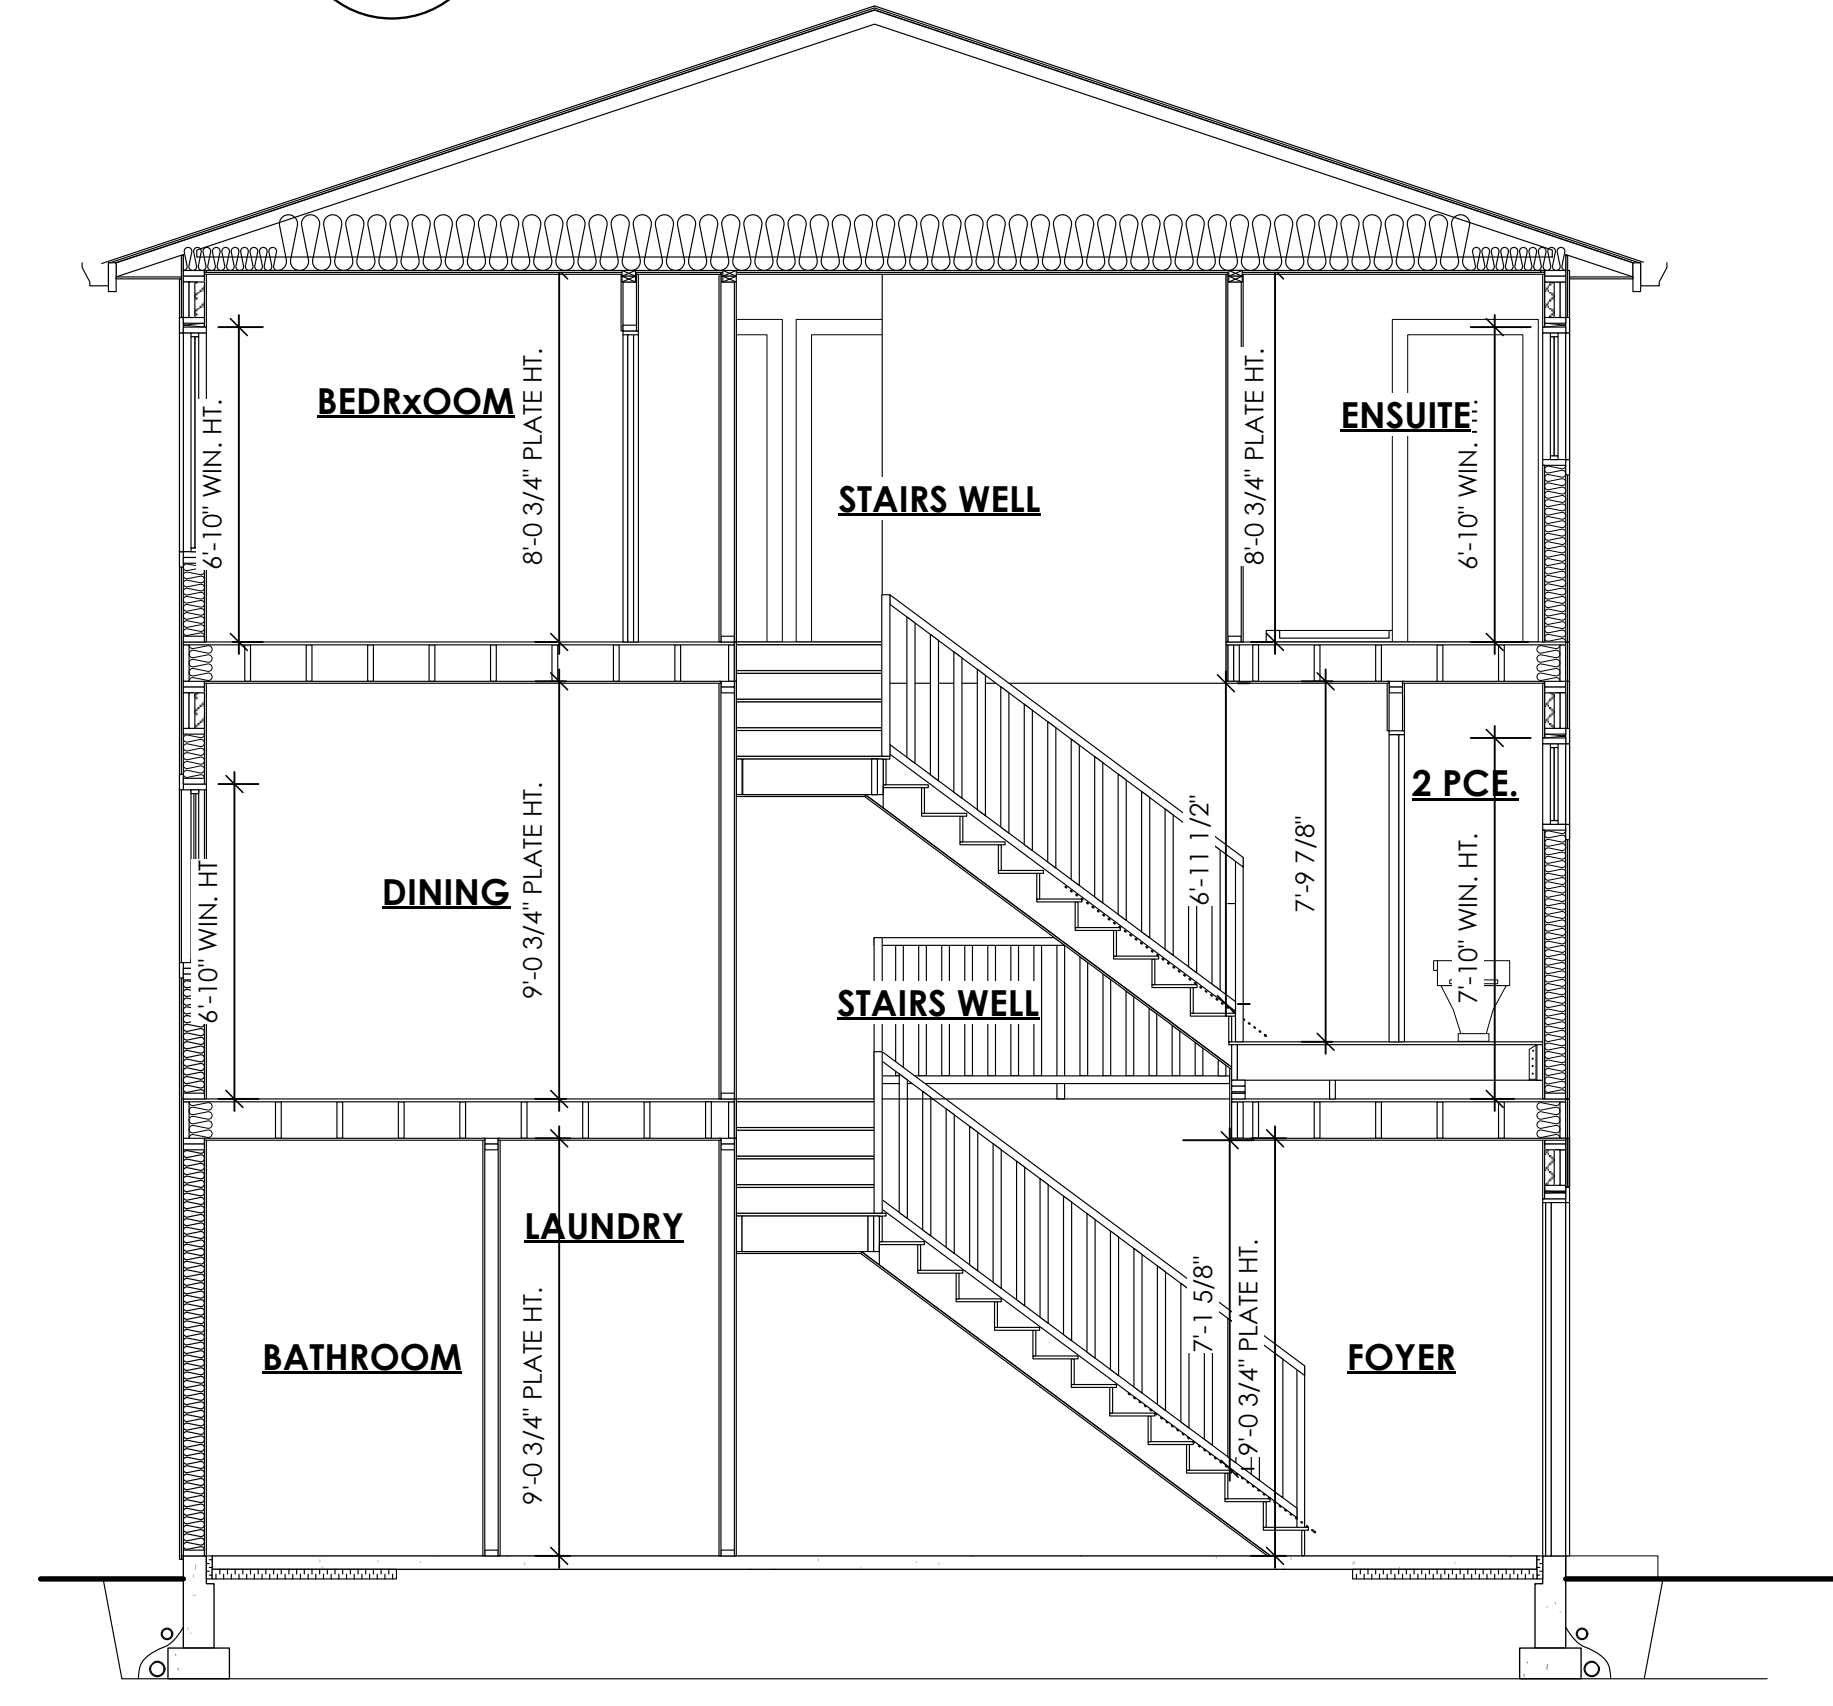 BEDRxOOM
6'-10" WIN. HT.
8'-0 3/4" PLATE HT.
STAIRS WELL
8'-0 3/4" PLATE HT.
ENSUITE
6'-10" WIN.
DINING
6'-10" WIN. HT
9'-0 3/4" PLATE HT.
STAIRS WELL
6'-11 1/2"
7'-9 7/8"
2 PCE.
7'-10" WIN. HT.
BATHROOM
LAUNDRY
9'-0 3/4" PLATE HT.
7'-1 5/8"
9'-0 3/4" PLATE HT.
FOYER